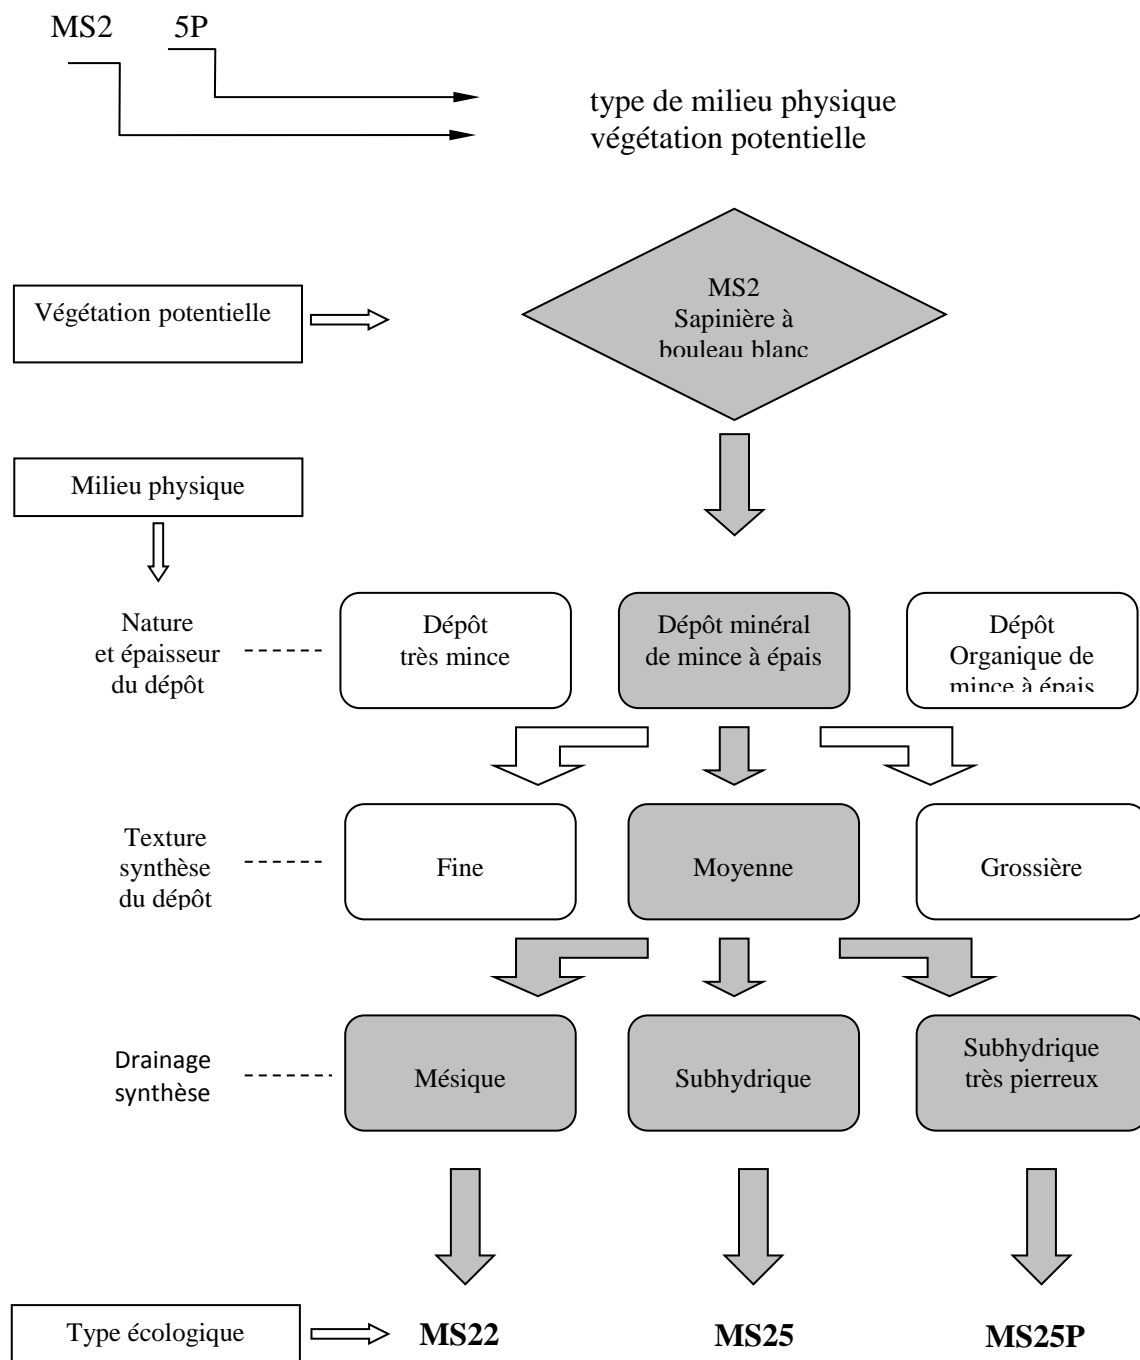 MS2 5P
type de milieu physique
végétation potentielle
Végétation potentielle
MS2
Sapinière à
bouleau blanc
Milieu physique
Nature
et épaisseur
du dépôt
Dépôt
très mince
Dépôt minéral
de mince à épais
Dépôt
Organique de
mince à épais
Texture
synthèse
du dépôt
Fine
Moyenne
Grossière
Drainage
synthèse
Mésique
Subhydrique
Subhydrique
très pierreux
Type écologique
MS22
MS25
MS25P